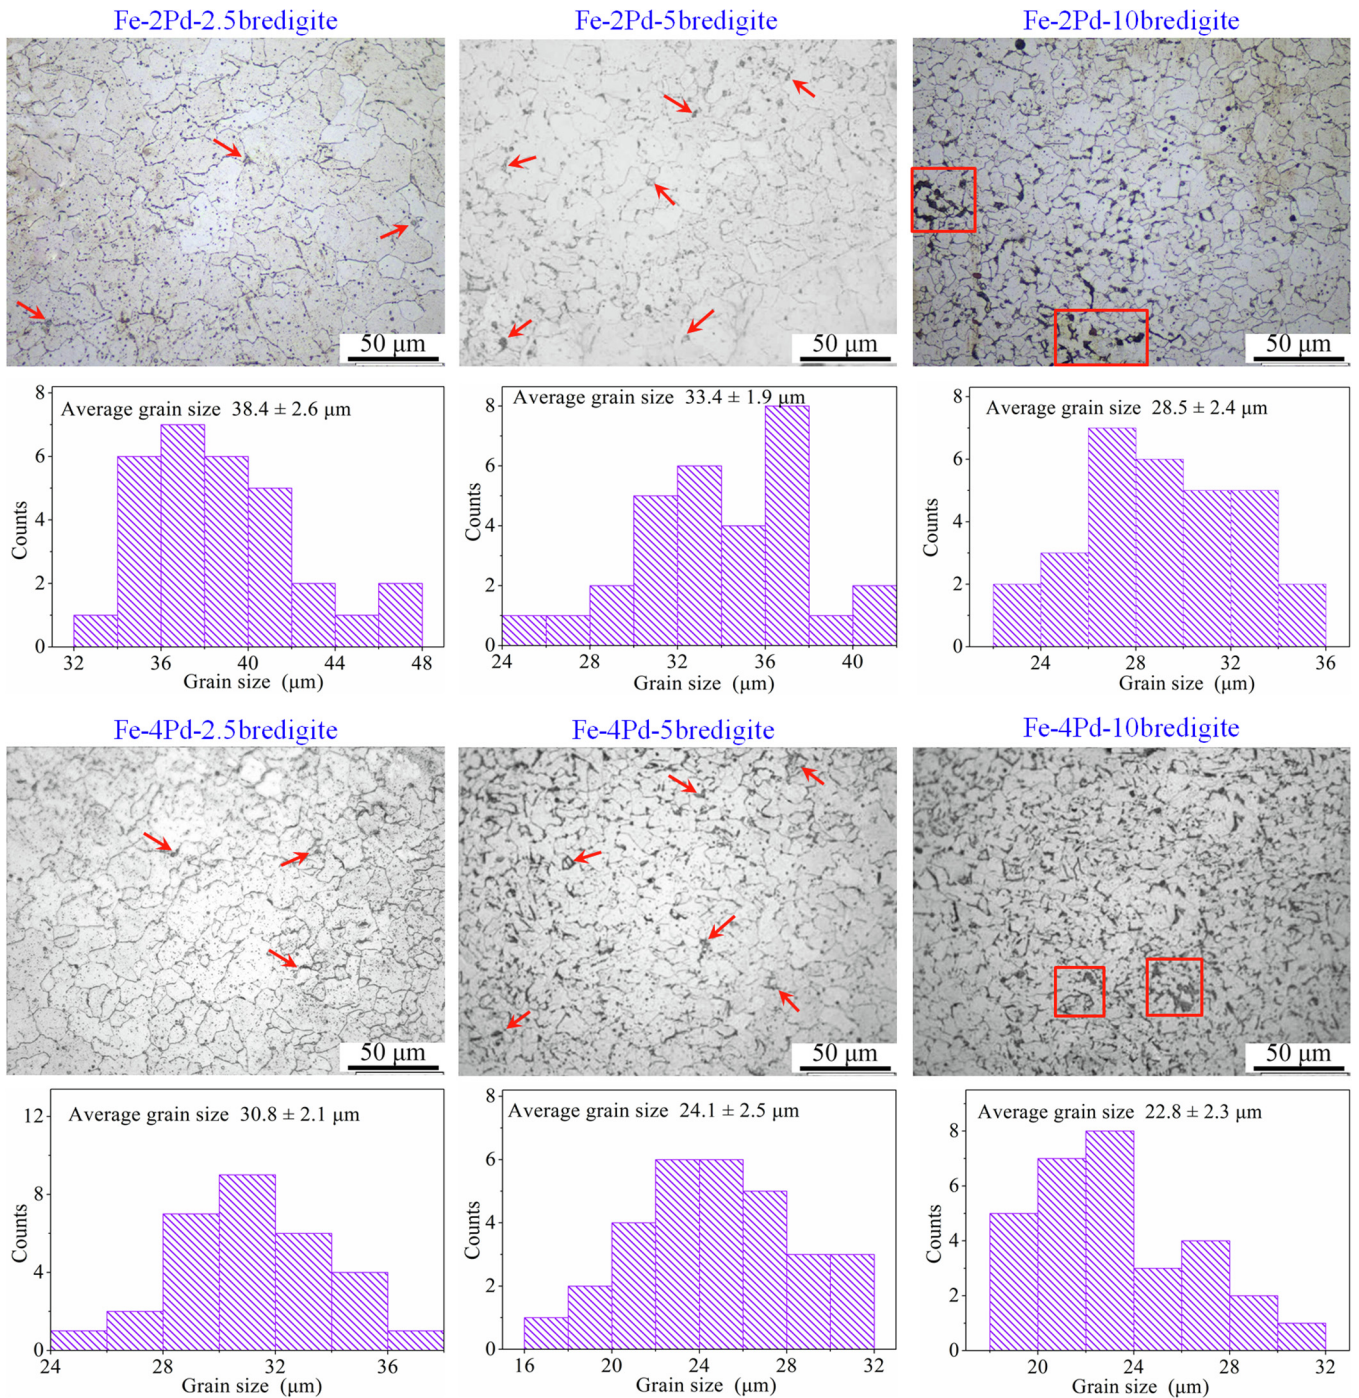 Fe-2Pd-2.5bredigite
Fe-2Pd-5bredigite
Fe-2Pd-10bredigite
50 μm
50 μm
50 μm
Average grain size 38.4 ± 2.6 μm
8
6
4
2
0
Counts
32 36 40 44 48
Grain size (μm)
Average grain size 33.4 ± 1.9 μm
8
6
4
2
0
Counts
24 28 32 36 40
Grain size (μm)
Average grain size 28.5 ± 2.4 μm
8
6
4
2
0
Counts
24 28 32 36
Grain size (μm)
Fe-4Pd-2.5bredigite
Fe-4Pd-5bredigite
Fe-4Pd-10bredigite
50 μm
50 μm
50 μm
Average grain size 30.8 ± 2.1 μm
12
8
4
0
Counts
24 28 32 36
Grain size (μm)
Average grain size 24.1 ± 2.5 μm
8
6
4
2
0
Counts
16 20 24 28 32
Grain size (μm)
Average grain size 22.8 ± 2.3 μm
8
6
4
2
0
Counts
20 24 28 32
Grain size (μm)